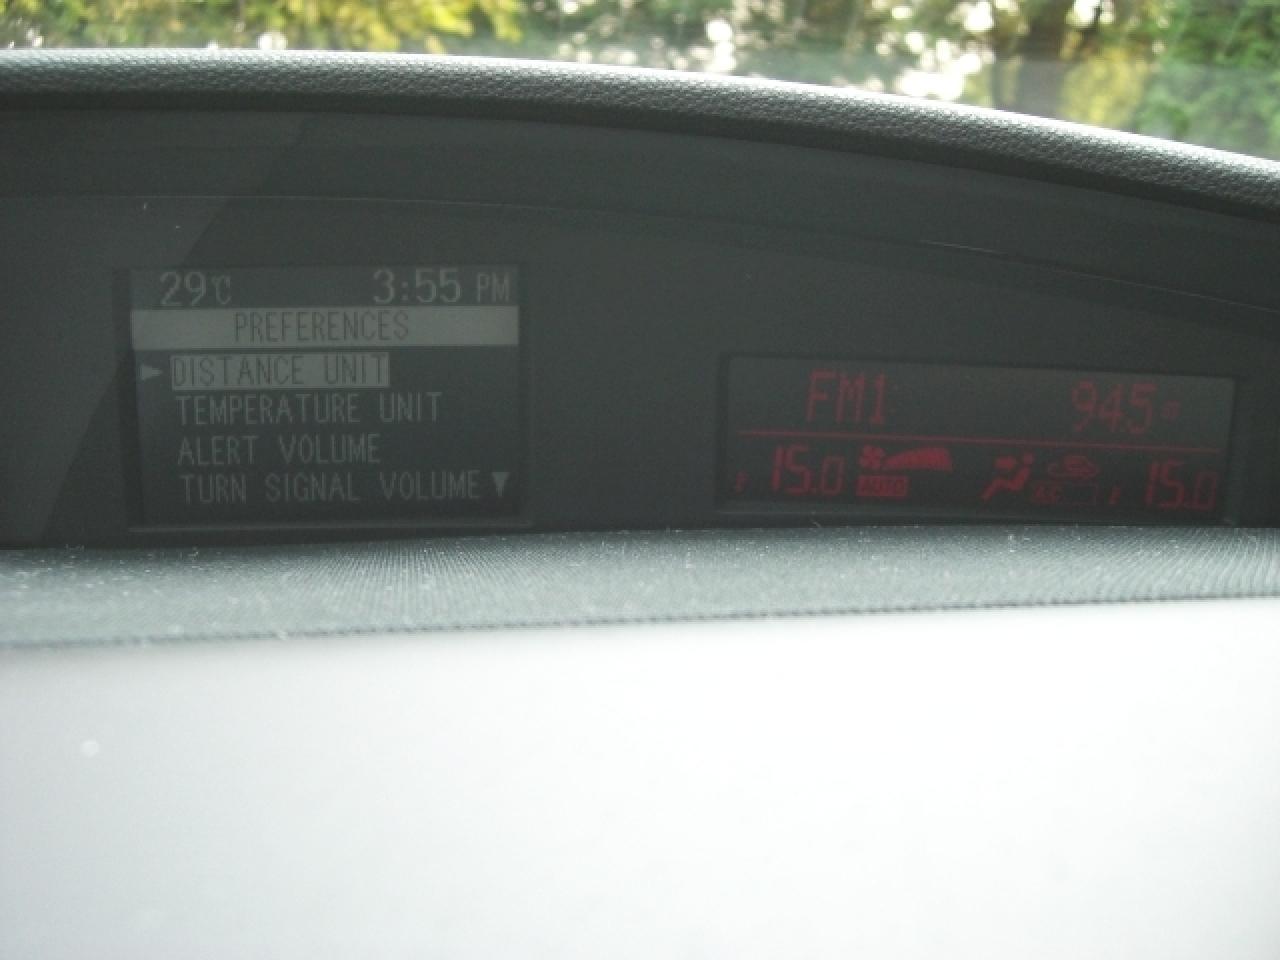 29℃ 3:55 PM
PREFERENCES
DISTANCE UNIT
TEMPERATURE UNIT
ALERT VOLUME
TURN SIGNAL VOLUME
FM1 94.5
15.0 AUTO A/C 15.0